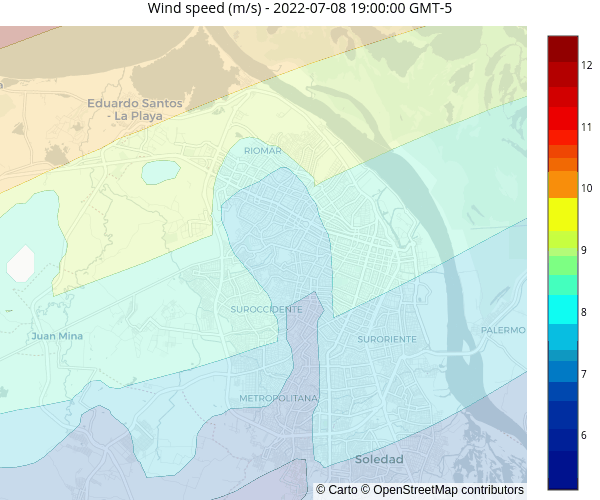 Wind speed (m/s) - 2022-07-08 19:00:00 GMT-5
Eduardo Santos
- La Playa
RIOMAR
SUROCCIDENTE
Juan Mina
SURORIENTE
PALERMO
METROPOLITANA
Soledad
© Carto © OpenStreetMap contributors
12
11
10
9
8
7
6